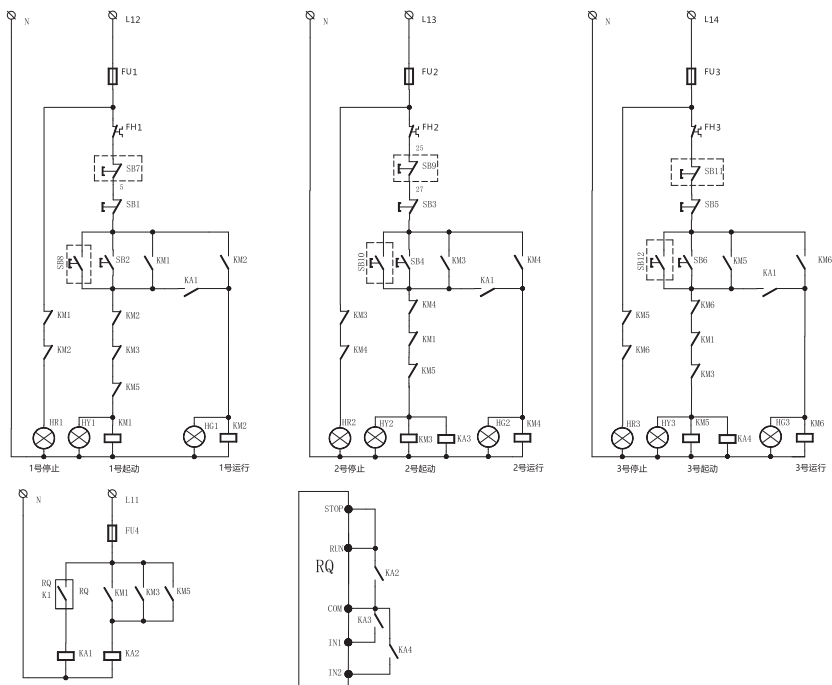 N
L12
FU1
FH1
SB7
5
SB1
SB8
SB2
KM1
KM2
KA1
KM1
KM2
KM2
KM3
KM5
HR1
HY1
KM1
HG1
KM2
1号停止
1号起动
1号运行
N
L13
FU2
FH2
25
SB9
27
SB3
SB10
SB4
KM3
KM4
KA1
KM3
KM4
KM4
KM1
KM5
HR2
HY2
KM3
KA3
HG2
KM4
2号停止
2号起动
2号运行
N
L14
FU3
FH3
SB11
SB5
SB12
SB6
KM5
KM6
KA1
KM5
KM6
KM6
KM1
KM3
HR3
HY3
KM5
KA4
HG3
KM6
3号停止
3号起动
3号运行
N
L11
FU4
RQ
K1
RQ
KM1
KM3
KM5
KA1
KA2
STOP
RUN
RQ
KA2
COM
KA3
IN1
KA4
IN2